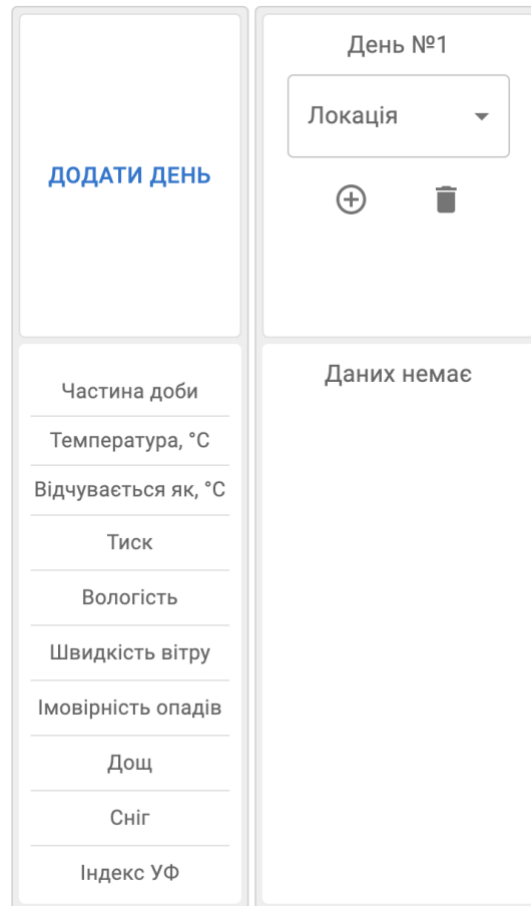 ДОДАТИ ДЕНЬ
День №1
Локація
Частина доби
Температура, °C
Відчувається як, °C
Тиск
Вологість
Швидкість вітру
Імовірність опадів
Дощ
Сніг
Індекс УФ
Даних немає